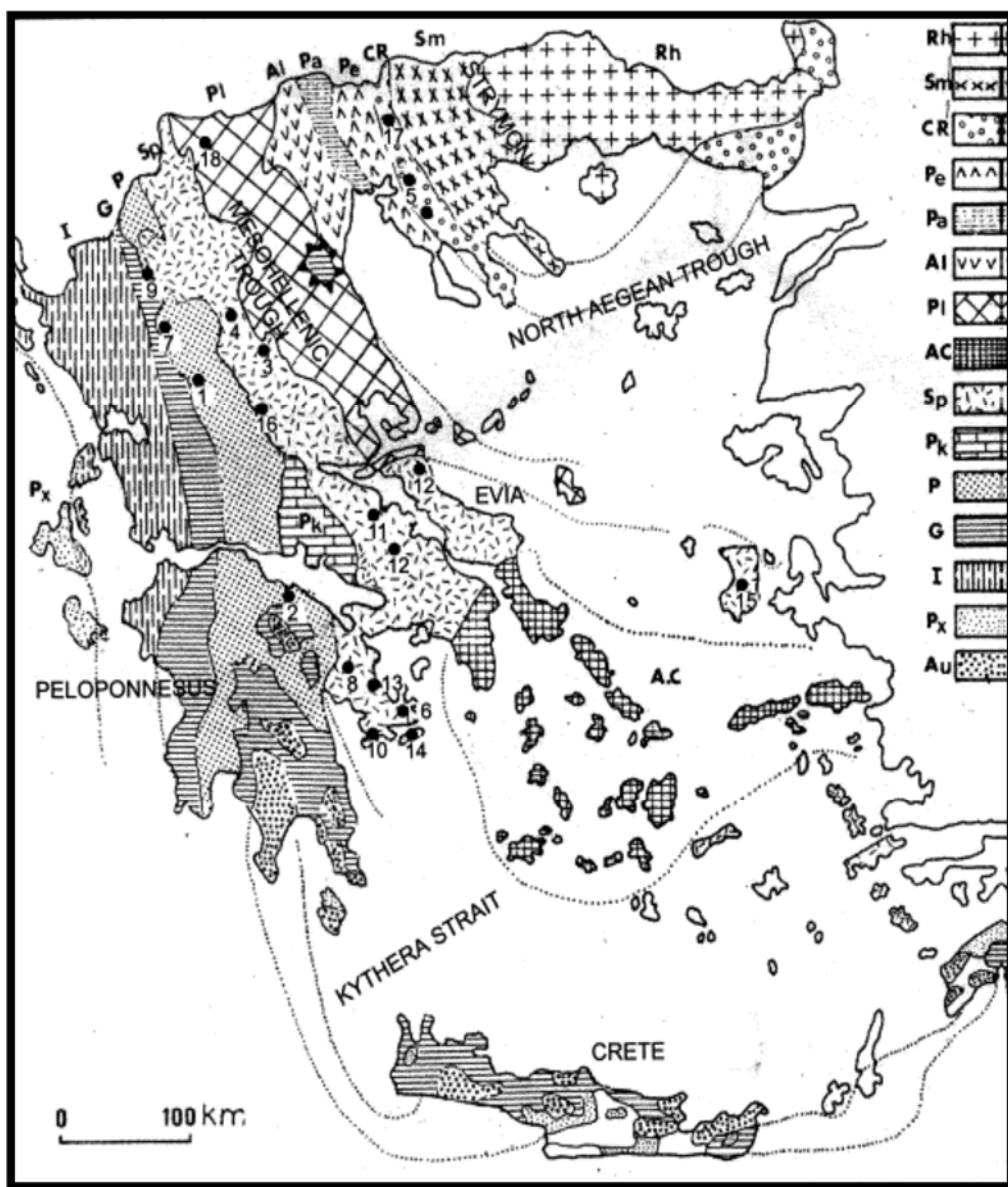 Sm
CR
Pe
Pa
Al
Pl
Rh
Sp
P
G
I
STRYMON
MESOHELLENIC
TROUGH
NORTH AEGEAN TROUGH
18
17
5
9
7
4
3
1
16
12
EVIA
Px
Pk
11
12
15
2
8
13
6
10
14
PELOPONNESUS
A.C
KYTHERA STRAIT
CRETE
0 100 Km
Rh
Sm
CR
Pe
Pa
Al
Pl
AC
Sp
Pk
P
G
I
Px
Au